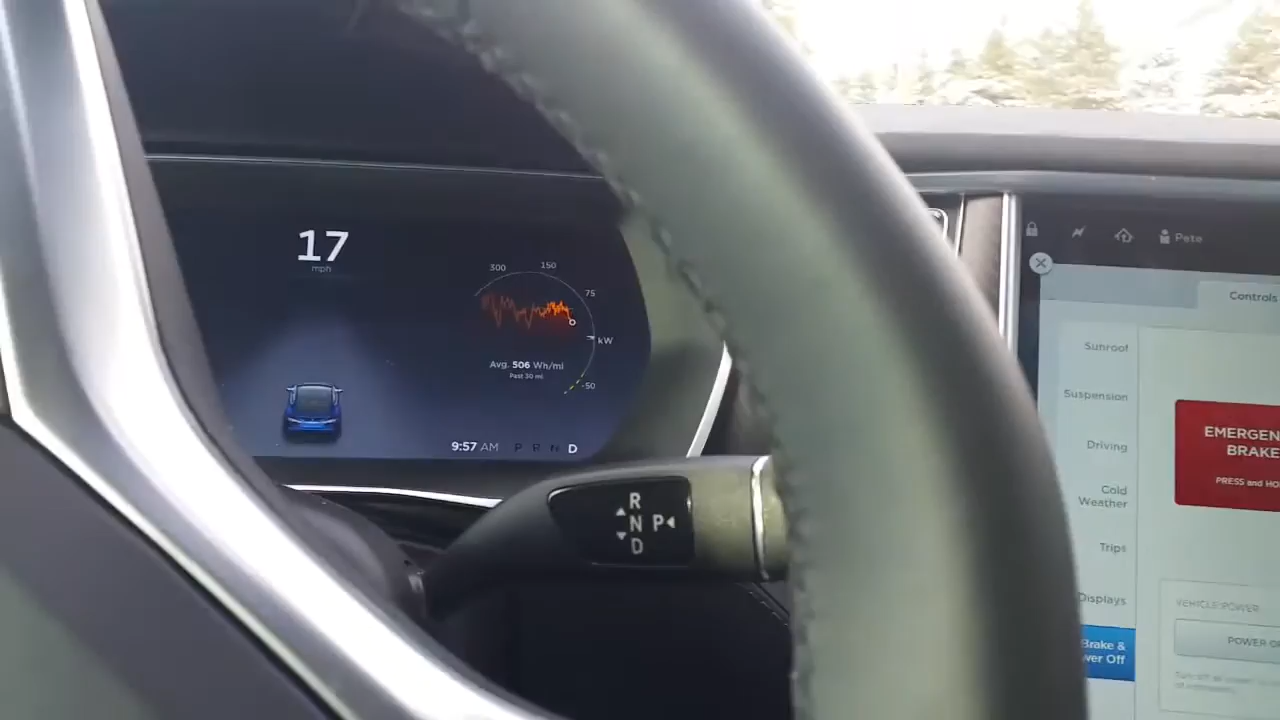 17
mph
300
150
75
kW
-50
Avg. 506 Wh/mi
Past 30 mi
9:57 AM P R N D
R
N P
D
Pete
Controls
Sunroof
Suspension
Driving
Cold
Weather
Trips
Displays
Brake &
wer Off
EMERGEN
BRAKE
PRESS and HO
VEHICLE POWER
POWER OF